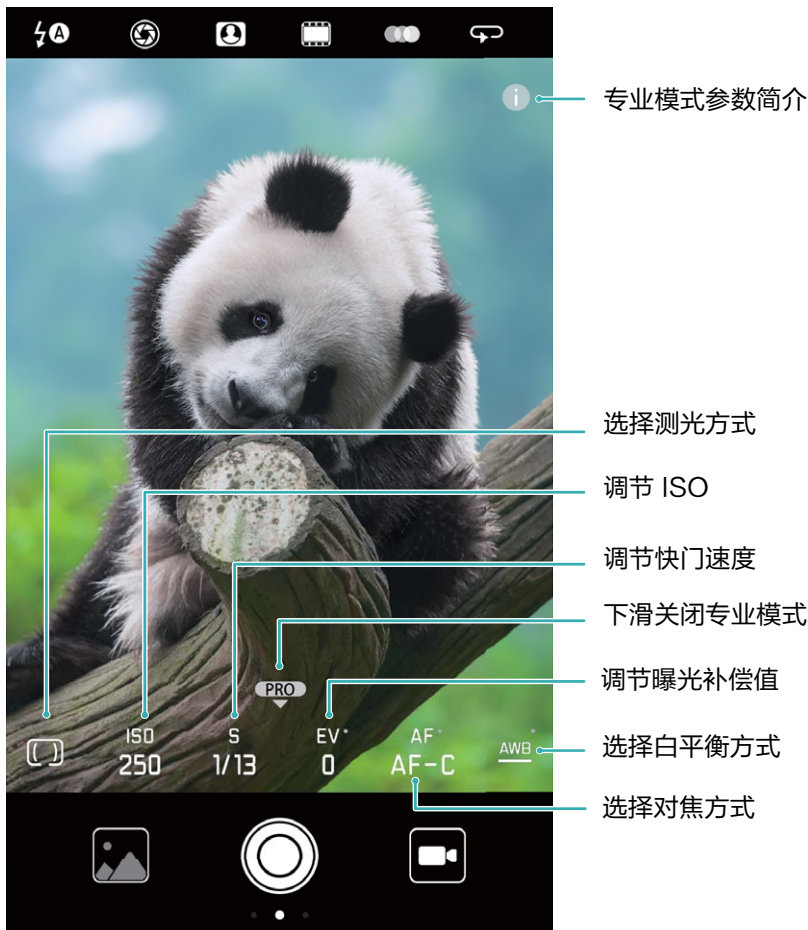 A
专业模式参数简介
选择测光方式
调节 ISO
调节快门速度
下滑关闭专业模式
PRO
调节曝光补偿值
ISO S EV AF AWB
250 1/13 0 AF-C
选择白平衡方式
选择对焦方式